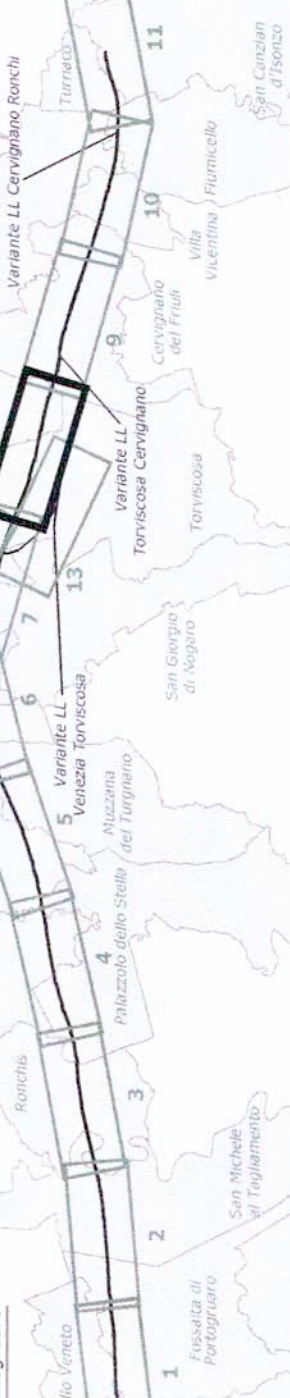 Variante LL Cervignano Ronchi
Turriaco
11
San Canzian
d'Isonzo
10
Fiumicello
Villa
Vicentina
9
Cervignano
del Friuli
Variante LL
Torviscosa Cervignano
Torviscosa
13
7
San Giorgio
di Nogaro
6
Variante LL
Venezia Torviscosa
5
Muzzana
del Turgnano
4
Palazzolo dello Stella
Ronchis
3
San Michele
al Tagliamento
2
Fossalta di
Portogruaro
1
Veneto